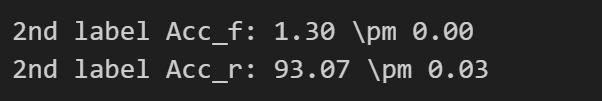 2nd label Acc_f: 1.30 \pm 0.00
2nd label Acc_r: 93.07 \pm 0.03